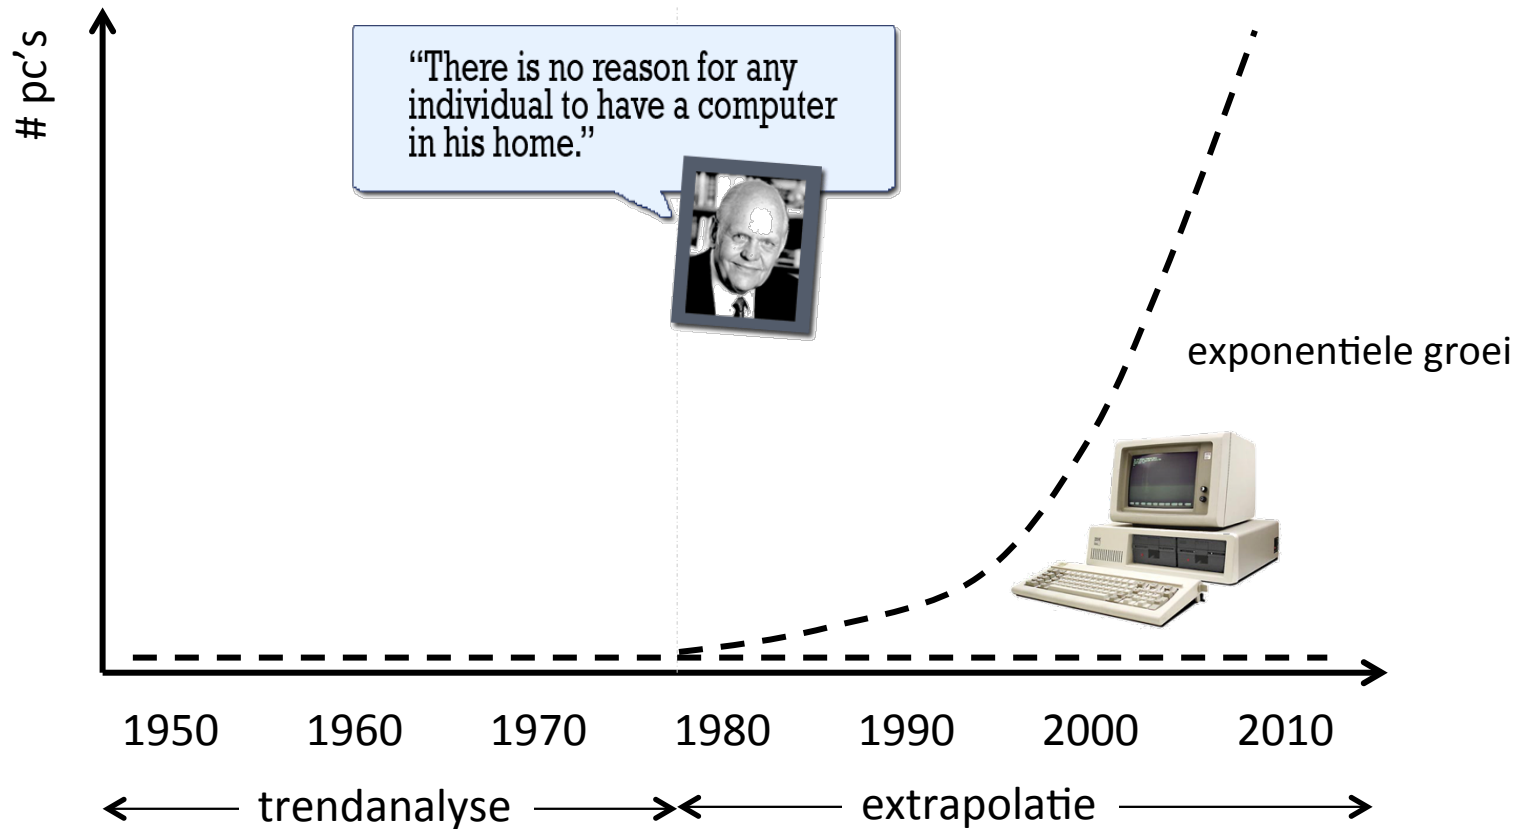 # pc’s
“There is no reason for any
individual to have a computer
in his home.”
exponentiele groei
1950 1960 1970 1980 1990 2000 2010
trendanalyse extrapolatie